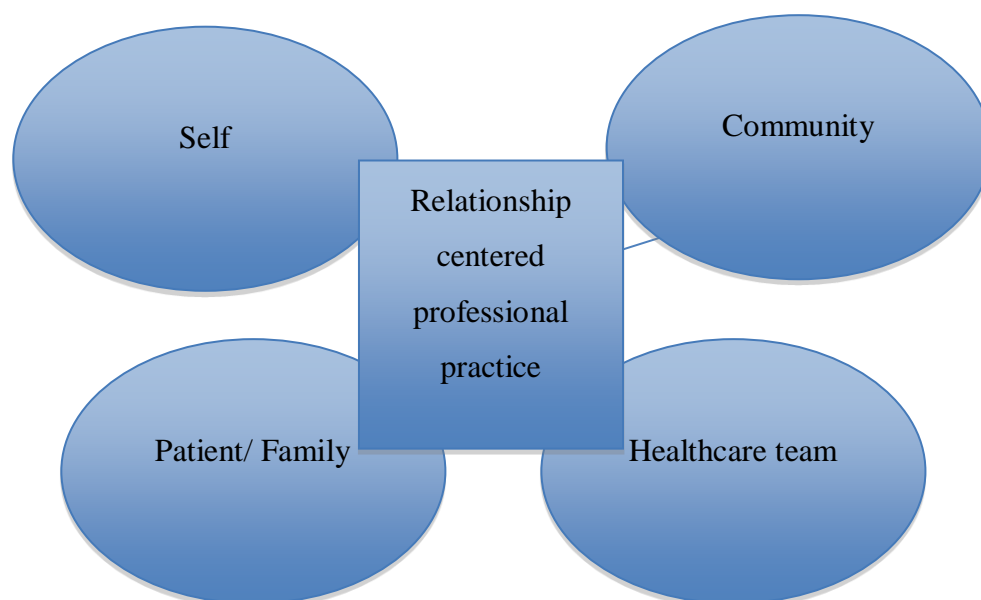 Self
Community
Relationship
centered
professional
practice
Patient/ Family
Healthcare team